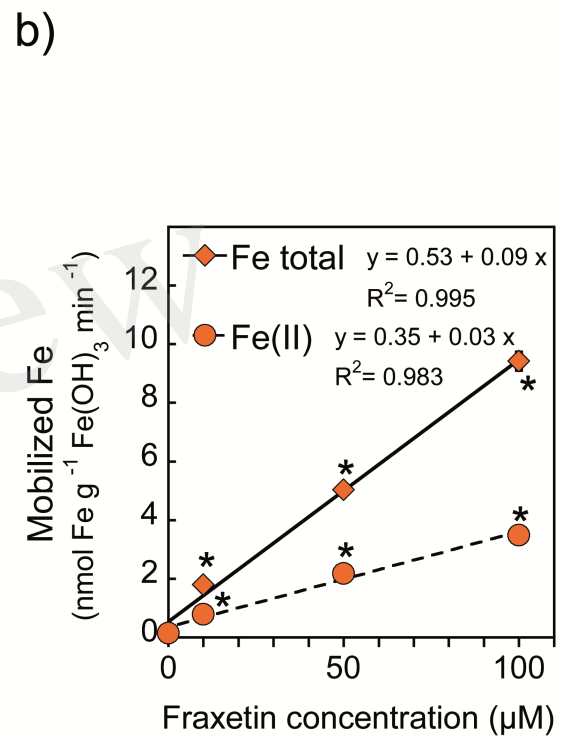 b)
Fe total y = 0.53 + 0.09 x
R²= 0.995
Fe(II) y = 0.35 + 0.03 x
R²= 0.983
12
10
8
6
4
2
0
0 50 100
* * * * * *
Mobilized Fe
(nmol Fe g⁻¹ Fe(OH)₃ min⁻¹)
Fraxetin concentration (µM)
ew